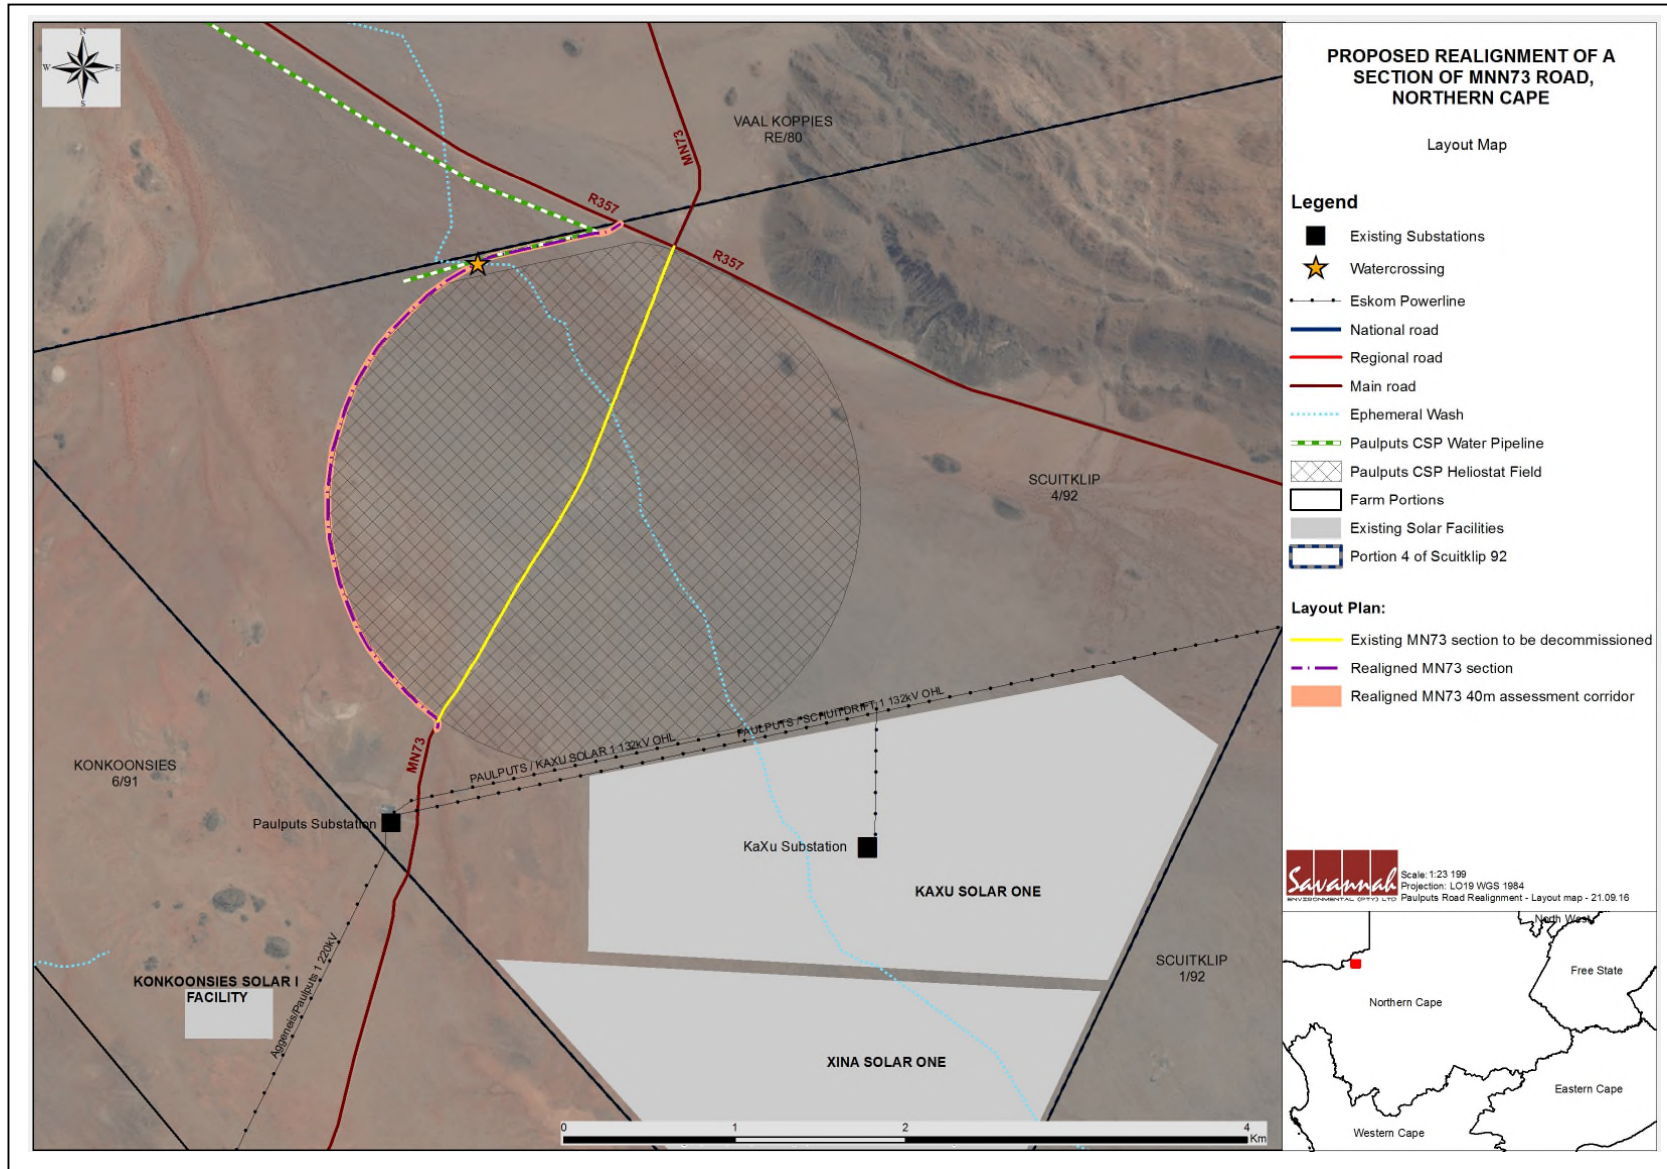 PROPOSED REALIGNMENT OF A
SECTION OF MNN73 ROAD,
NORTHERN CAPE
Layout Map
Legend
Existing Substations
Watercrossing
Eskom Powerline
National road
Regional road
Main road
Ephemeral Wash
Paulputs CSP Water Pipeline
Paulputs CSP Heliostat Field
Farm Portions
Existing Solar Facilities
Portion 4 of Scuitklip 92
Layout Plan:
Existing MN73 section to be decommissioned
Realigned MN73 section
Realigned MN73 40m assessment corridor
Savannah
ENVIRONMENTAL (PTY) LTD
Scale: 1:23 199
Projection: LO19 WGS 1984
Paulputs Road Realignment - Layout map - 21.09.16
North West
Free State
Northern Cape
Eastern Cape
Western Cape
N
W
E
S
VAAL KOPPIES
RE/80
MN73
R357
R357
SCUITKLIP
4/92
PAULPUTS / SCHUITDRIFT 1 132kV OHL
PAULPUTS / KAXU SOLAR 1 132kV OHL
MN73
KONKOONSIES
6/91
Paulputs Substation
KaXu Substation
KAXU SOLAR ONE
SCUITKLIP
1/92
KONKOONSIES SOLAR I
FACILITY
Aggeneis/Paulputs 1 220kV
XINA SOLAR ONE
0
1
2
4
Km